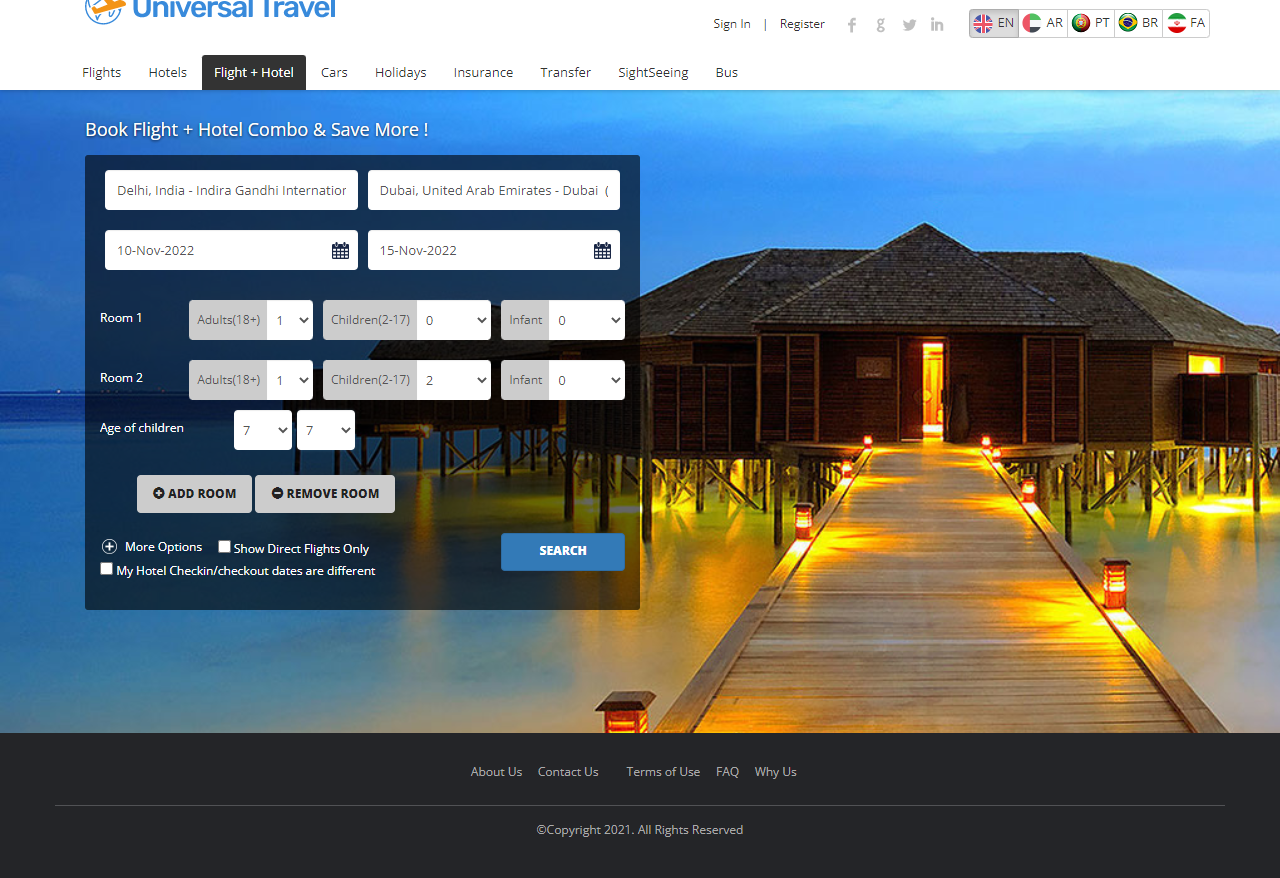 Universal Travel
Sign In | Register
EN AR PT BR FA
Flights Hotels Flight + Hotel Cars Holidays Insurance Transfer SightSeeing Bus
Book Flight + Hotel Combo & Save More !
Delhi, India - Indira Gandhi Internation Dubai, United Arab Emirates - Dubai (
10-Nov-2022 15-Nov-2022
Room 1 Adults(18+) 1 Children(2-17) 0 Infant 0
Room 2 Adults(18+) 1 Children(2-17) 2 Infant 0
Age of children 7 7
ADD ROOM REMOVE ROOM
More Options Show Direct Flights Only SEARCH
My Hotel Checkin/checkout dates are different
About Us Contact Us Terms of Use FAQ Why Us
©Copyright 2021. All Rights Reserved